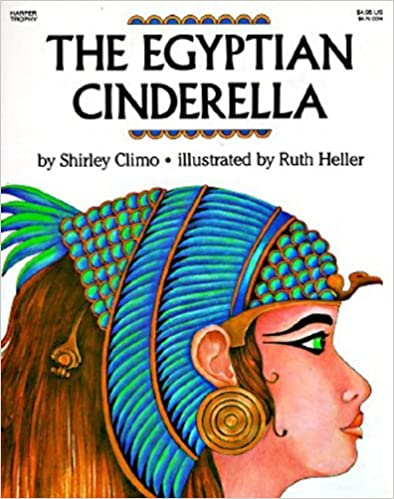 HARPER
TROPHY
$4.95 US
THE EGYPTIAN
CINDERELLA
by Shirley Climo • illustrated by Ruth Heller